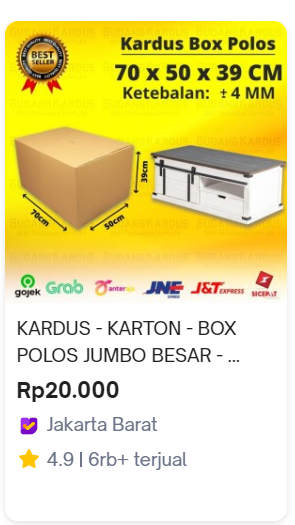 BEST
SELLER
Kardus Box Polos
70 x 50 x 39 CM
Ketebalan: ± 4 MM
39cm
70cm
50cm
gojek
Grab
anteraja
JNE
EXPRESS
J&T EXPRESS
SICEPAT
KARDUS - KARTON - BOX
POLOS JUMBO BESAR - ...
Rp20.000
Jakarta Barat
4.9 | 6rb+ terjual